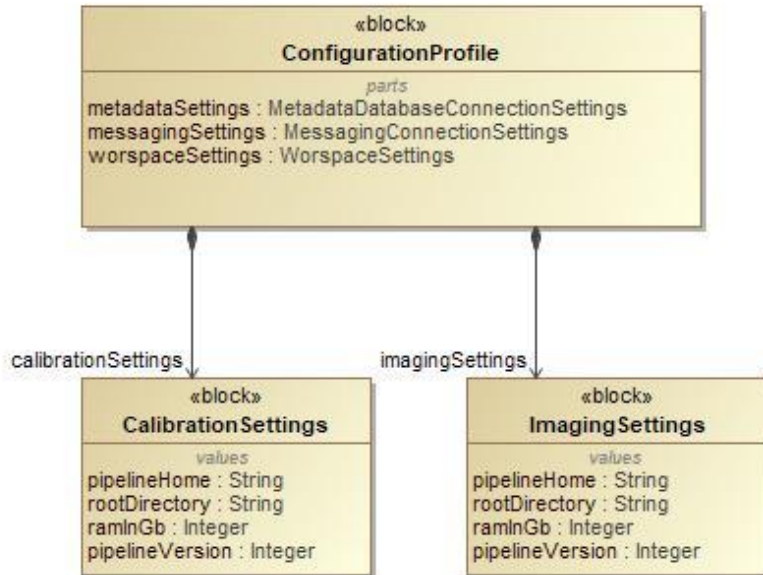 «block»
ConfigurationProfile
parts
metadataSettings : MetadataDatabaseConnectionSettings
messagingSettings : MessagingConnectionSettings
worspaceSettings : WorspaceSettings
calibrationSettings
imagingSettings
«block»
CalibrationSettings
values
pipelineHome : String
rootDirectory : String
ramInGb : Integer
pipelineVersion : Integer
«block»
ImagingSettings
values
pipelineHome : String
rootDirectory : String
ramInGb : Integer
pipelineVersion : Integer